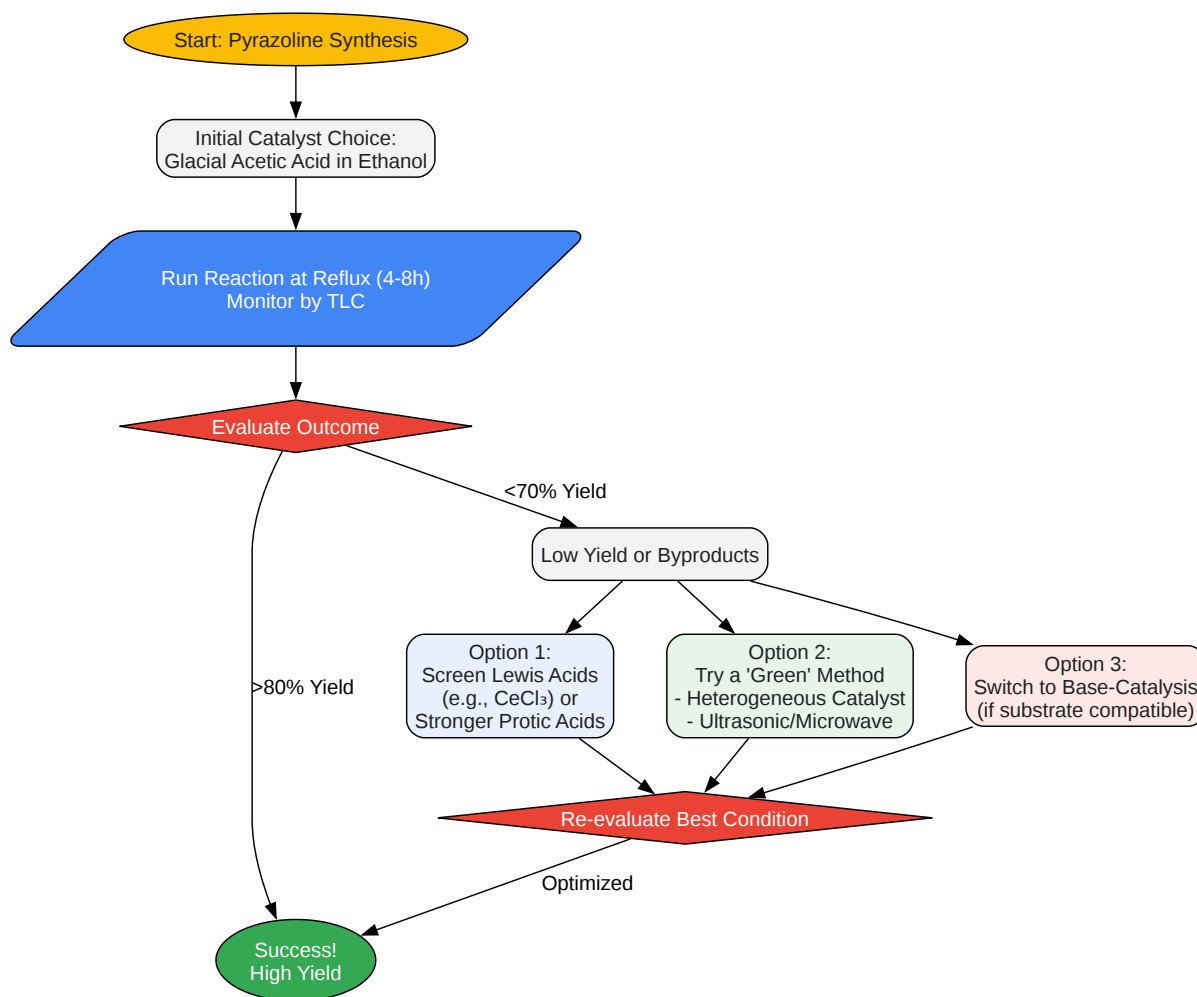 Start: Pyrazoline Synthesis
Initial Catalyst Choice:
Glacial Acetic Acid in Ethanol
Run Reaction at Reflux (4-8h)
Monitor by TLC
Evaluate Outcome
<70% Yield
Low Yield or Byproducts
>80% Yield
Option 1:
Screen Lewis Acids
(e.g., CeCl₃) or
Stronger Protic Acids
Option 2:
Try a 'Green' Method
- Heterogeneous Catalyst
- Ultrasonic/Microwave
Option 3:
Switch to Base-Catalysis
(if substrate compatible)
Re-evaluate Best Condition
Optimized
Success!
High Yield